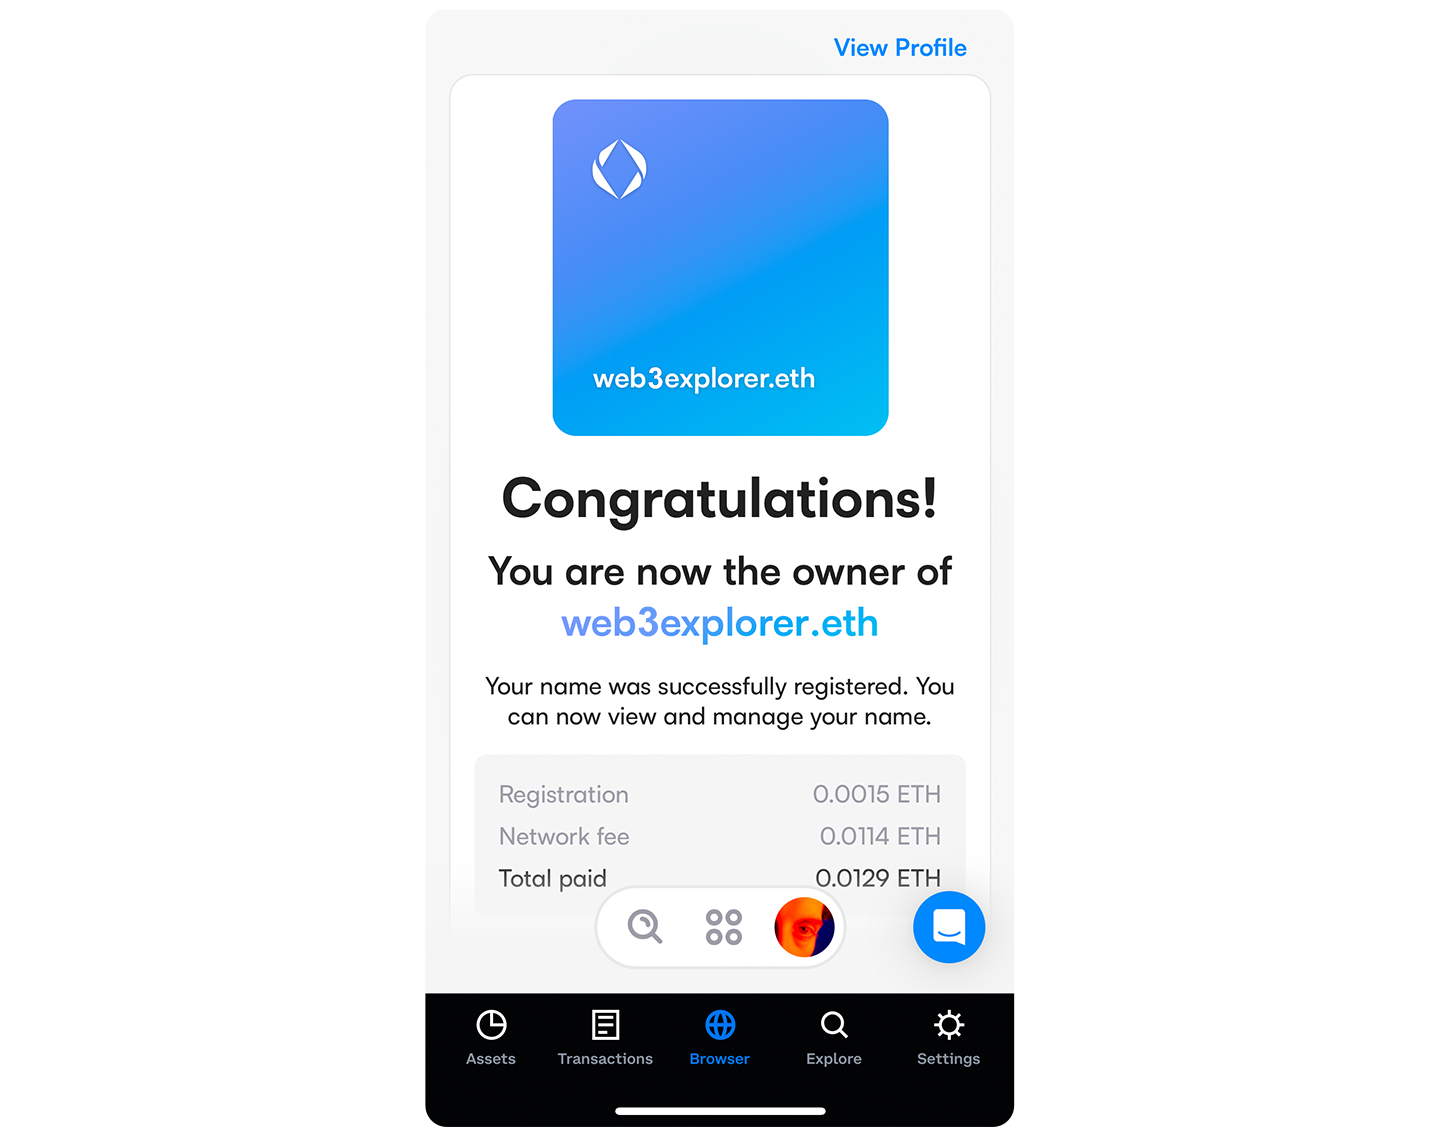 View Profile
web3explorer.eth
Congratulations!
You are now the owner of
web3explorer.eth
Your name was successfully registered. You
can now view and manage your name.
Registration 0.0015 ETH
Network fee 0.0114 ETH
Total paid 0.0129 ETH
Assets Transactions Browser Explore Settings